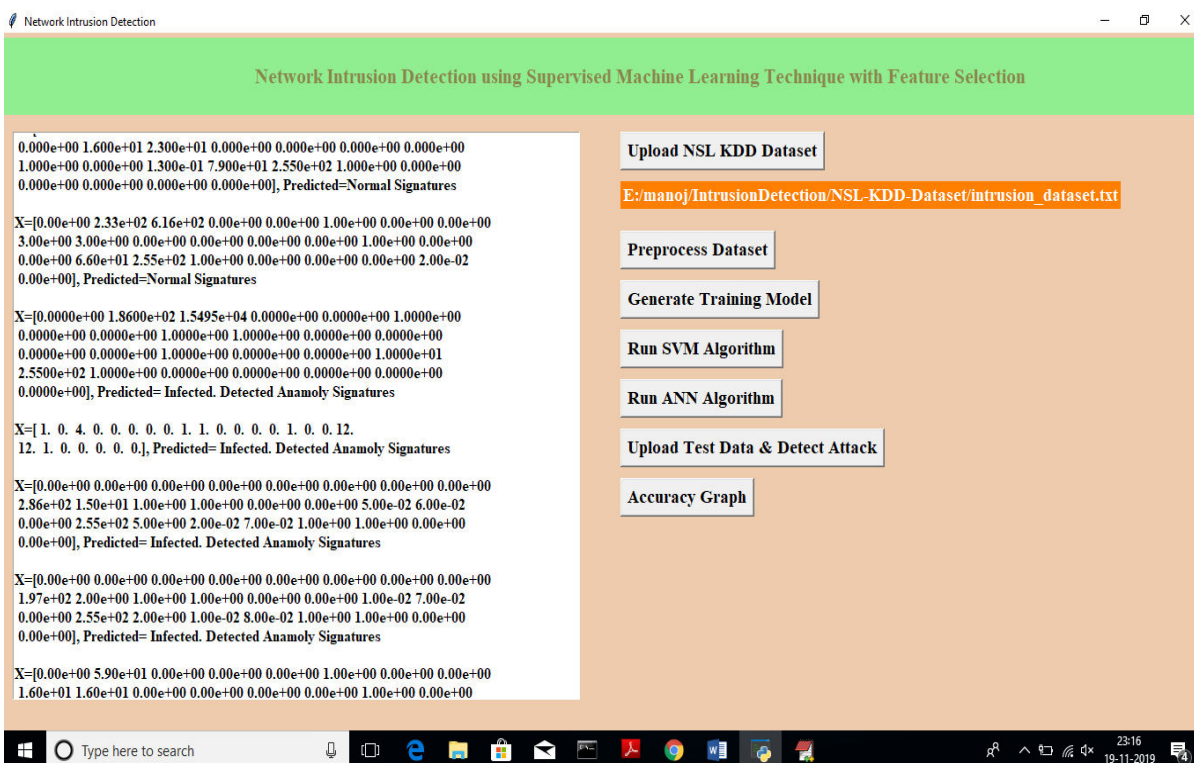 Network Intrusion Detection
Network Intrusion Detection using Supervised Machine Learning Technique with Feature Selection
0.000e+00 1.600e+01 2.300e+01 0.000e+00 0.000e+00 0.000e+00 0.000e+00
1.000e+00 0.000e+00 1.300e-01 7.900e+01 2.550e+02 1.000e+00 0.000e+00
0.000e+00 0.000e+00 0.000e+00 0.000e+00], Predicted=Normal Signatures
X=[0.00e+00 2.33e+02 6.16e+02 0.00e+00 0.00e+00 1.00e+00 0.00e+00 0.00e+00
3.00e+00 3.00e+00 0.00e+00 0.00e+00 0.00e+00 0.00e+00 1.00e+00 0.00e+00
0.00e+00 6.60e+01 2.55e+02 1.00e+00 0.00e+00 0.00e+00 0.00e+00 2.00e-02
0.00e+00], Predicted=Normal Signatures
X=[0.0000e+00 1.8600e+02 1.5495e+04 0.0000e+00 0.0000e+00 1.0000e+00
0.0000e+00 0.0000e+00 1.0000e+00 1.0000e+00 0.0000e+00 0.0000e+00
0.0000e+00 0.0000e+00 1.0000e+00 0.0000e+00 0.0000e+00 1.0000e+01
2.5500e+02 1.0000e+00 0.0000e+00 0.0000e+00 0.0000e+00 0.0000e+00
0.0000e+00], Predicted= Infected. Detected Anamoly Signatures
X=[ 1. 0. 4. 0. 0. 0. 0. 0. 1. 1. 0. 0. 0. 0. 1. 0. 0. 12.
12. 1. 0. 0. 0. 0. 0.], Predicted= Infected. Detected Anamoly Signatures
X=[0.00e+00 0.00e+00 0.00e+00 0.00e+00 0.00e+00 0.00e+00 0.00e+00 0.00e+00
2.86e+02 1.50e+01 1.00e+00 1.00e+00 0.00e+00 0.00e+00 5.00e-02 6.00e-02
0.00e+00 2.55e+02 5.00e+00 2.00e-02 7.00e-02 1.00e+00 1.00e+00 0.00e+00
0.00e+00], Predicted= Infected. Detected Anamoly Signatures
X=[0.00e+00 0.00e+00 0.00e+00 0.00e+00 0.00e+00 0.00e+00 0.00e+00 0.00e+00
1.97e+02 2.00e+00 1.00e+00 1.00e+00 0.00e+00 0.00e+00 1.00e-02 7.00e-02
0.00e+00 2.55e+02 2.00e+00 1.00e-02 8.00e-02 1.00e+00 1.00e+00 0.00e+00
0.00e+00], Predicted= Infected. Detected Anamoly Signatures
X=[0.00e+00 5.90e+01 0.00e+00 0.00e+00 0.00e+00 1.00e+00 0.00e+00 0.00e+00
1.60e+01 1.60e+01 0.00e+00 0.00e+00 0.00e+00 0.00e+00 1.00e+00 0.00e+00
Upload NSL KDD Dataset
E:/manoj/IntrusionDetection/NSL-KDD-Dataset/intrusion_dataset.txt
Preprocess Dataset
Generate Training Model
Run SVM Algorithm
Run ANN Algorithm
Upload Test Data & Detect Attack
Accuracy Graph
Type here to search
23:16
19-11-2019
4